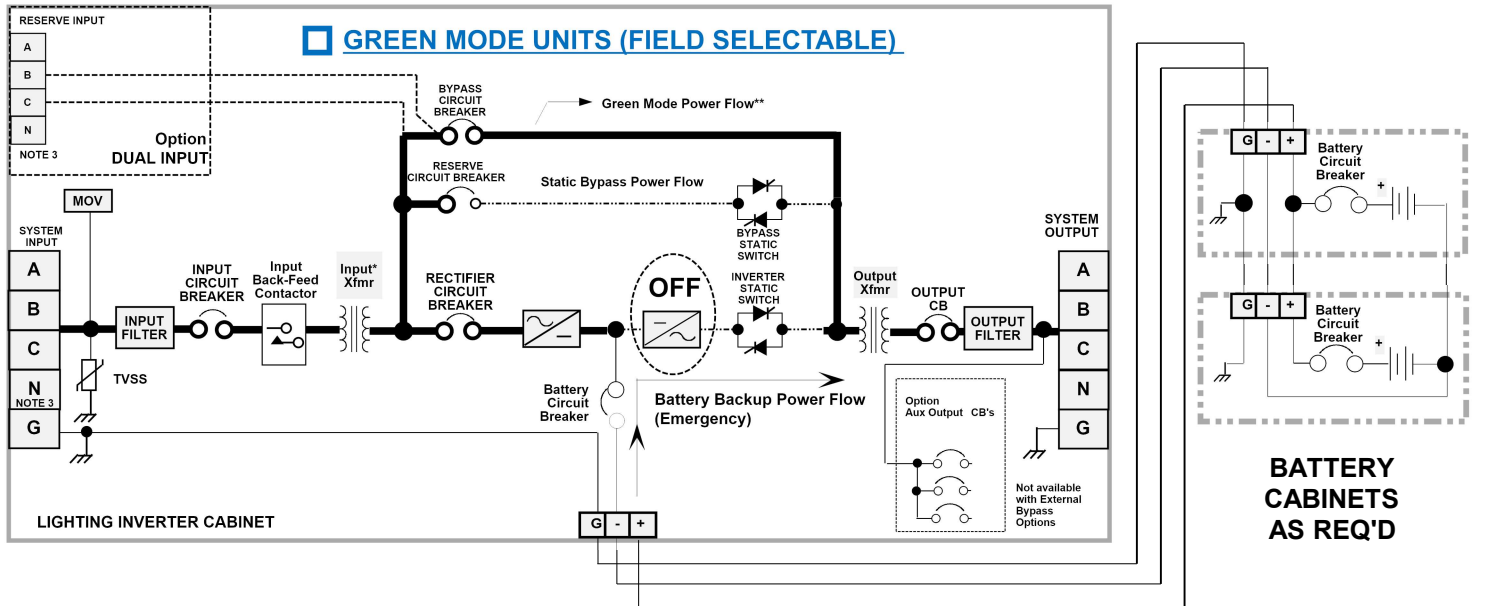 RESERVE INPUT
A
B
C
N
NOTE 3
Option
DUAL INPUT
GREEN MODE UNITS (FIELD SELECTABLE)
BYPASS
CIRCUIT
BREAKER
Green Mode Power Flow**
RESERVE
CIRCUIT BREAKER
Static Bypass Power Flow
BYPASS
STATIC
SWITCH
MOV
SYSTEM
INPUT
A
B
C
N
NOTE 3
G
TVSS
INPUT
FILTER
INPUT
CIRCUIT
BREAKER
Input
Back-Feed
Contactor
Input*
Xfmr
RECTIFIER
CIRCUIT
BREAKER
OFF
INVERTER
STATIC
SWITCH
Output
Xfmr
OUTPUT
CB
OUTPUT
FILTER
SYSTEM
OUTPUT
A
B
C
N
G
Battery
Circuit
Breaker
Battery Backup Power Flow
(Emergency)
Option
Aux Output CB's
Not available
with External
Bypass
Options
LIGHTING INVERTER CABINET
G - +
G - +
Battery
Circuit
Breaker
+
G - +
Battery
Circuit
Breaker
+
BATTERY
CABINETS
AS REQ'D